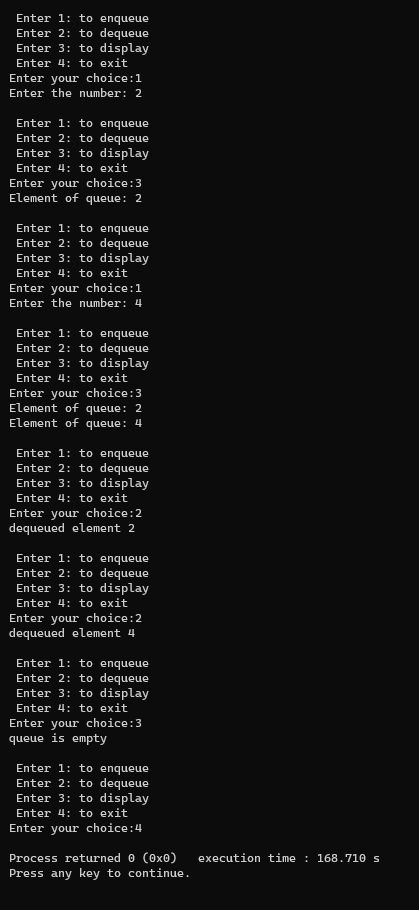 Enter 1: to enqueue
Enter 2: to dequeue
Enter 3: to display
Enter 4: to exit
Enter your choice:1
Enter the number: 2
Enter 1: to enqueue
Enter 2: to dequeue
Enter 3: to display
Enter 4: to exit
Enter your choice:3
Element of queue: 2
Enter 1: to enqueue
Enter 2: to dequeue
Enter 3: to display
Enter 4: to exit
Enter your choice:1
Enter the number: 4
Enter 1: to enqueue
Enter 2: to dequeue
Enter 3: to display
Enter 4: to exit
Enter your choice:3
Element of queue: 2
Element of queue: 4
Enter 1: to enqueue
Enter 2: to dequeue
Enter 3: to display
Enter 4: to exit
Enter your choice:2
dequeued element 2
Enter 1: to enqueue
Enter 2: to dequeue
Enter 3: to display
Enter 4: to exit
Enter your choice:2
dequeued element 4
Enter 1: to enqueue
Enter 2: to dequeue
Enter 3: to display
Enter 4: to exit
Enter your choice:3
queue is empty
Enter 1: to enqueue
Enter 2: to dequeue
Enter 3: to display
Enter 4: to exit
Enter your choice:4
Process returned 0 (0x0)   execution time : 168.710 s
Press any key to continue.